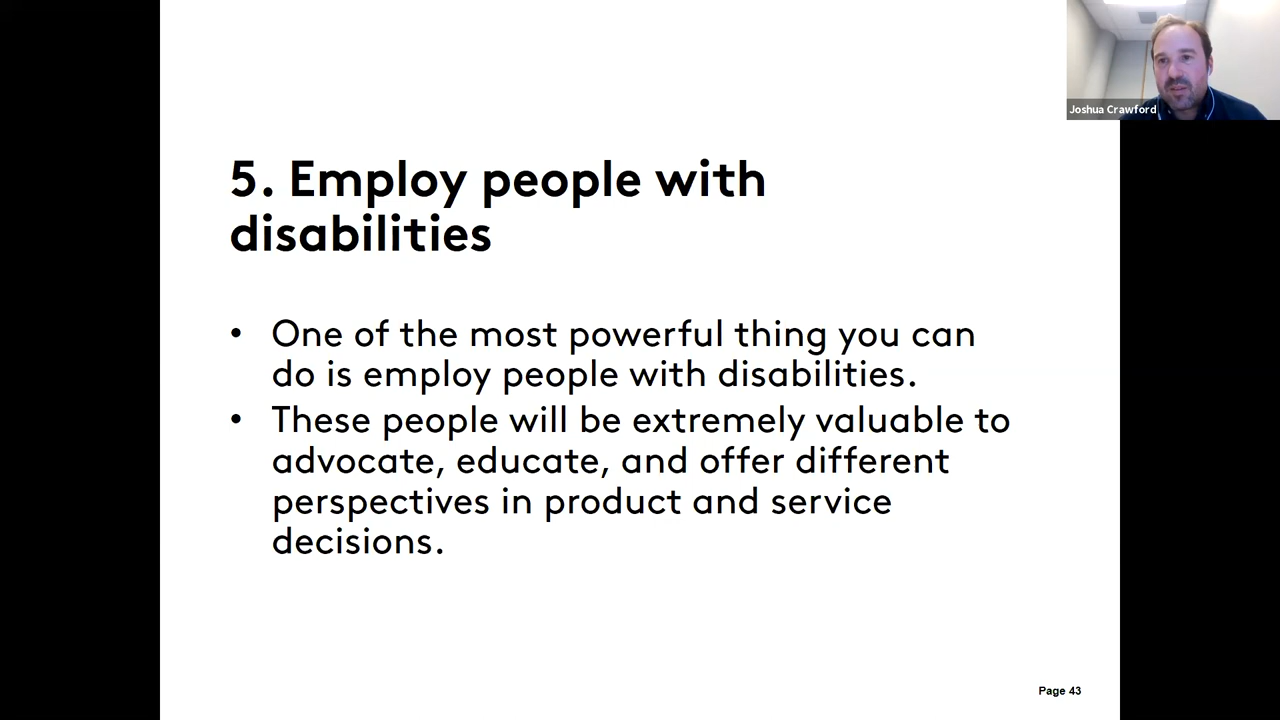 Joshua Crawford
5. Employ people with
disabilities
• One of the most powerful thing you can
do is employ people with disabilities.
• These people will be extremely valuable to
advocate, educate, and offer different
perspectives in product and service
decisions.
Page 43